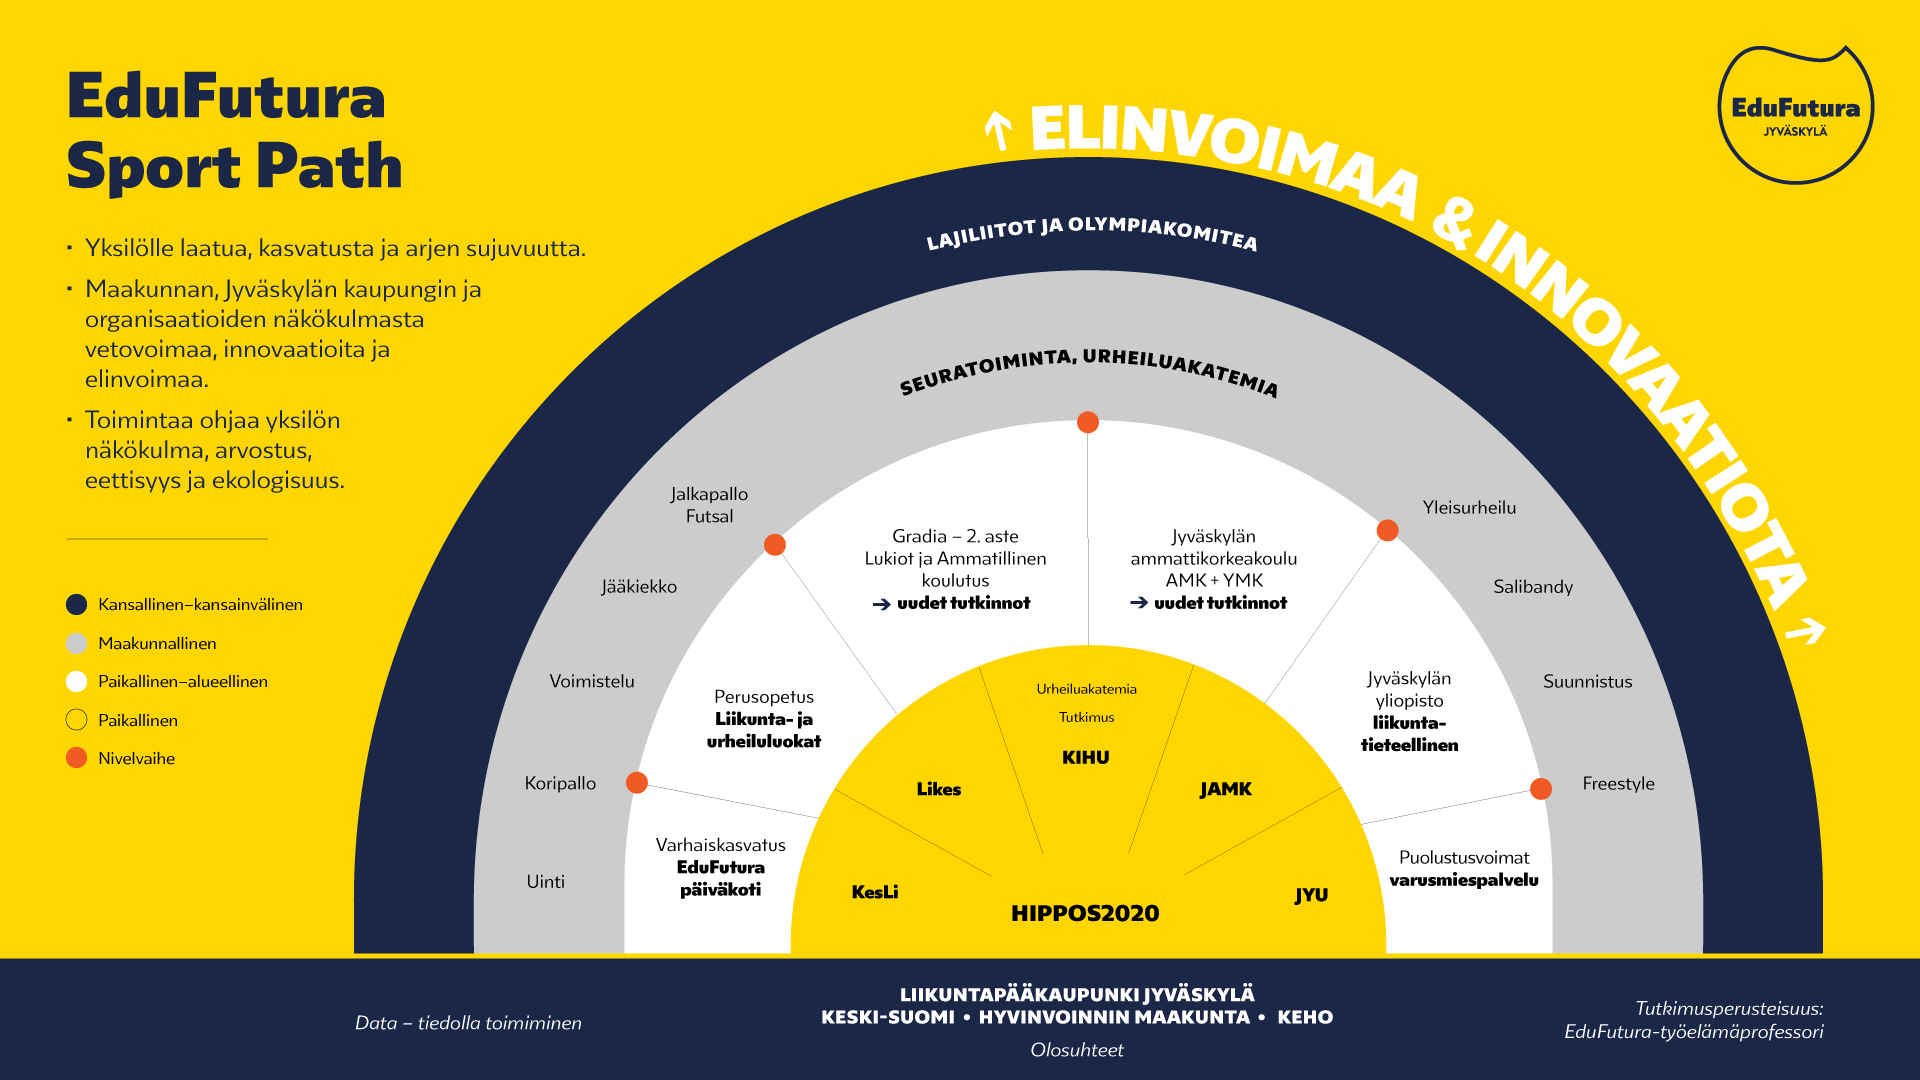 EduFutura
Sport Path
• Yksilölle laatua, kasvatusta ja arjen sujuvuutta.
• Maakunnan, Jyväskylän kaupungin ja
organisaatioiden näkökulmasta
vetovoimaa, innovaatioita ja
elinvoimaa.
• Toimintaa ohjaa yksilön
näkökulma, arvostus,
eettisyys ja ekologisuus.
Kansallinen–kansainvälinen
Maakunnallinen
Paikallinen–alueellinen
Paikallinen
Nivelvaihe
EduFutura
JYVÄSKYLÄ
↑ ELINVOIMAA & INNOVAATIOTA ↑
LAJILIITOT JA OLYMPIAKOMITEA
SEURATOIMINTA, URHEILUAKATEMIA
Jalkapallo
Futsal
Jääkiekko
Voimistelu
Koripallo
Uinti
Yleisurheilu
Salibandy
Suunnistus
Freestyle
Varhaiskasvatus
EduFutura
päiväkoti
Perusopetus
Liikunta- ja
urheiluluokat
Gradia – 2. aste
Lukiot ja Ammatillinen
koulutus
→ uudet tutkinnot
Jyväskylän
ammattikorkeakoulu
AMK + YMK
→ uudet tutkinnot
Jyväskylän
yliopisto
liikunta-
tieteellinen
Puolustusvoimat
varusmiespalvelu
KesLi
Likes
Urheiluakatemia
Tutkimus
KIHU
JAMK
JYU
HIPPOS2020
Data – tiedolla toimiminen
LIIKUNTAPÄÄKAUPUNKI JYVÄSKYLÄ
KESKI-SUOMI • HYVINVOINNIN MAAKUNTA • KEHO
Olosuhteet
Tutkimusperusteisuus:
EduFutura-työelämäprofessori